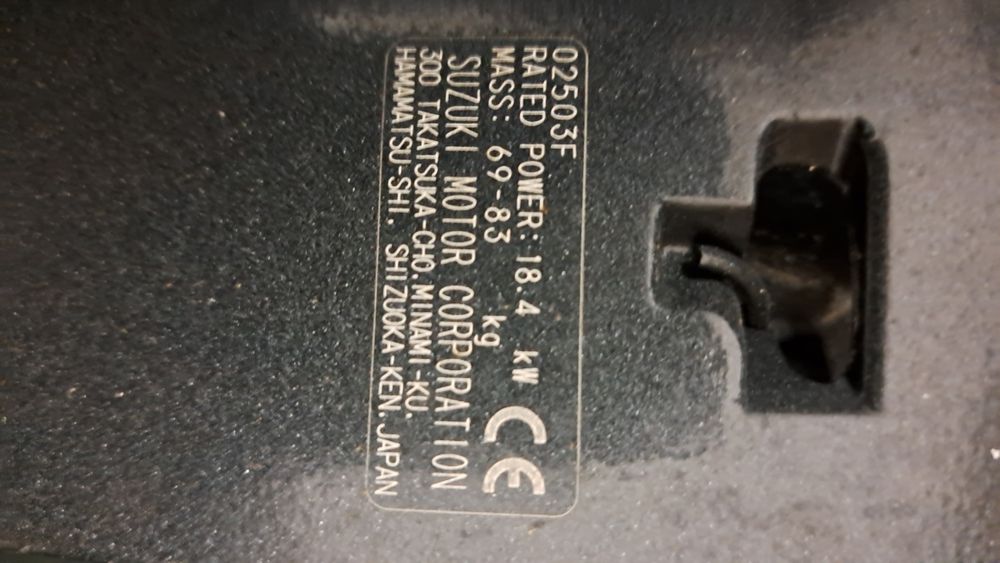 02503F
RATED POWER:18.4 kW
MASS: 69-83 kg
CE
SUZUKI MOTOR CORPORATION
300 TAKATSUKA-CHO.MINAMI-KU.
HAMAMATSU-SHI. SHIZUOKA-KEN.JAPAN